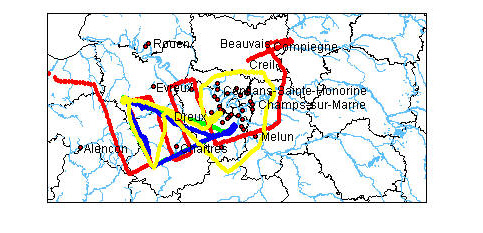 Rouen
Beauvais
Compiegne
Creil
Evreux
Conflans-Sainte-Honorine
Champs-sur-Marne
Dreux
Melun
Alencon
Chartres